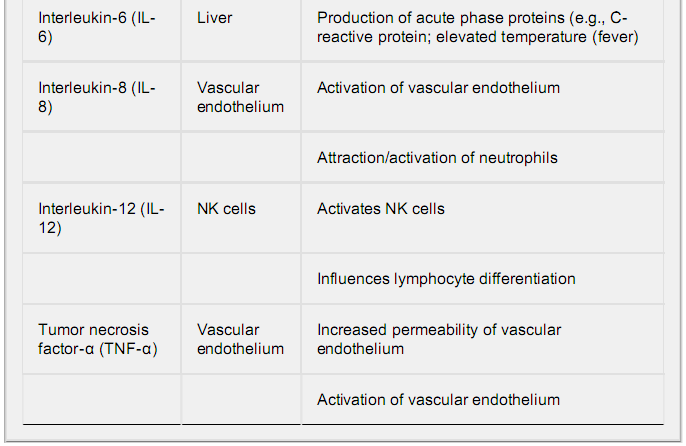 Interleukin-6 (IL-
6)
Liver
Production of acute phase proteins (e.g., C-
reactive protein; elevated temperature (fever)
Interleukin-8 (IL-
8)
Vascular
endothelium
Activation of vascular endothelium
Attraction/activation of neutrophils
Interleukin-12 (IL-
12)
NK cells
Activates NK cells
Influences lymphocyte differentiation
Tumor necrosis
factor-α (TNF-α)
Vascular
endothelium
Increased permeability of vascular
endothelium
Activation of vascular endothelium